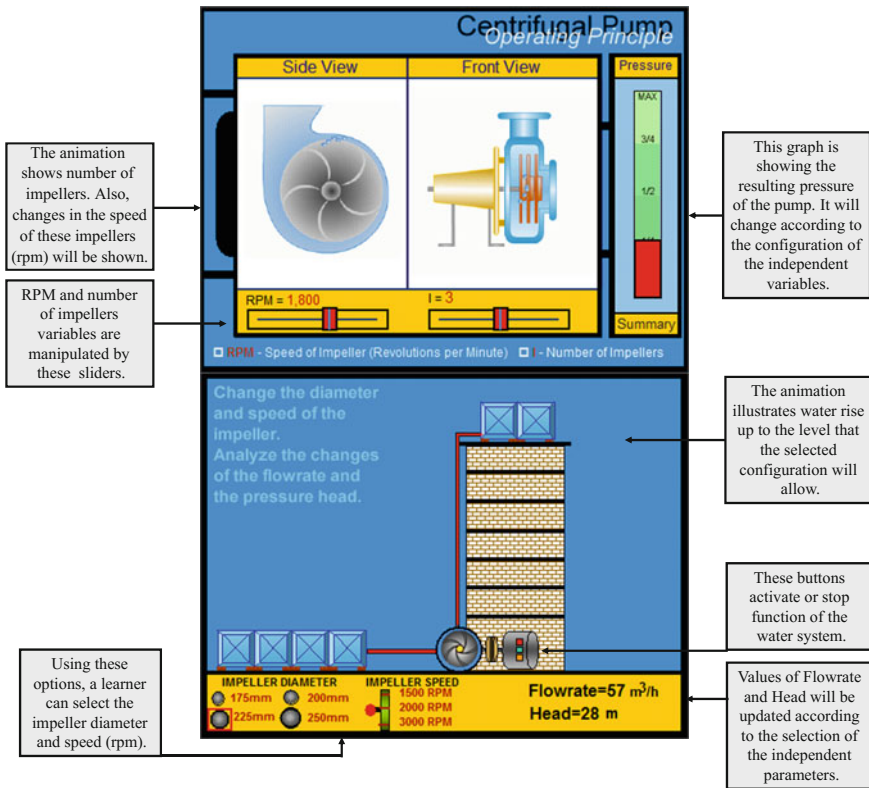 Centrifugal Pump
Operating Principle
Side View
Front View
Pressure
MAX
3/4
1/2
1/4
RPM = 1,800
I = 3
Summary
RPM - Speed of Impeller (Revolutions per Minute)
I - Number of Impellers
The animation
shows number of
impellers. Also,
changes in the speed
of these impellers
(rpm) will be shown.
RPM and number
of impellers
variables are
manipulated by
these sliders.
This graph is
showing the
resulting pressure
of the pump. It will
change according to
the configuration of
the independent
variables.
Change the diameter
and speed of the
impeller.
Analyze the changes
of the flowrate and
the pressure head.
The animation
illustrates water rise
up to the level that
the selected
configuration will
allow.
These buttons
activate or stop
function of the
water system.
Using these
options, a learner
can select the
impeller diameter
and speed (rpm).
IMPELLER DIAMETER
175mm
200mm
225mm
250mm
IMPELLER SPEED
1500 RPM
2000 RPM
3000 RPM
Flowrate=57 m³/h
Head=28 m
Values of Flowrate
and Head will be
updated according
to the selection of
the independent
parameters.